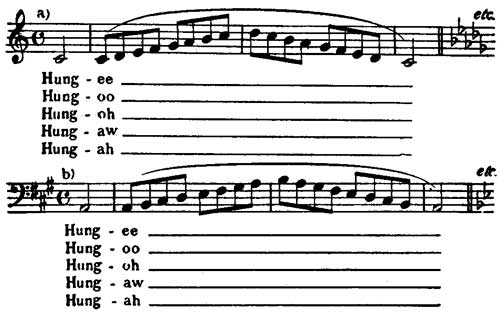 a) etc.
Hung - ee
Hung - oo
Hung - oh
Hung - aw
Hung - ah
b) etc.
Hung - ee
Hung - oo
Hung - oh
Hung - aw
Hung - ah